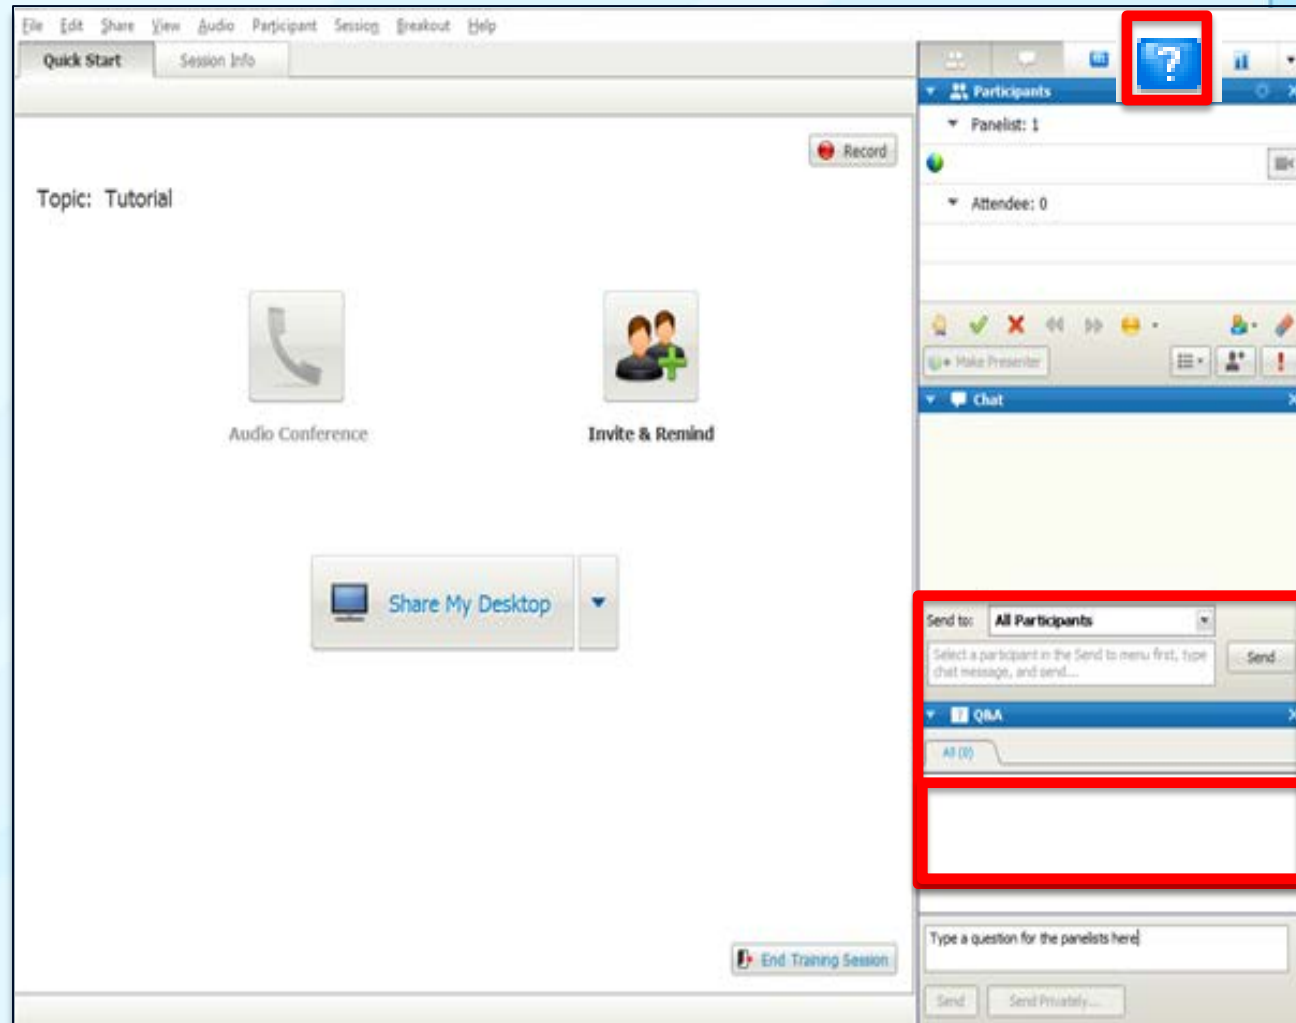 File Edit Share View Audio Participant Session Breakout Help
Quick Start Session Info
?
Participants
Panelist: 1
Record
Topic: Tutorial
Attendee: 0
Make Presenter
Chat
Audio Conference
Invite & Remind
Share My Desktop
Send to: All Participants
Select a participant in the Send to menu first, type
chat message, and send...
Send
? Q&A
All (0)
Type a question for the panelists here
End Training Session
Send Send Privately...